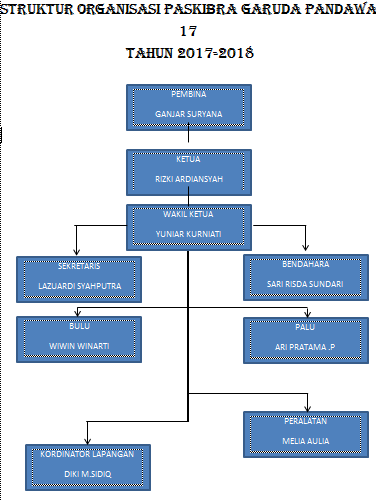 STRUKTUR ORGANISASI PASKIBRA GARUDA PANDAWA
17
TAHUN 2017-2018
PEMBINA
GANJAR SURYANA
KETUA
RIZKI ARDIANSYAH
WAKIL KETUA
YUNIAR KURNIATI
SEKRETARIS
LAZUARDI SYAHPUTRA
BENDAHARA
SARI RISDA SUNDARI
BULU
WIWIN WINARTI
PALU
ARI PRATAMA .P
PERALATAN
MELIA AULIA
KORDINATOR LAPANGAN
DIKI M.SIDIQ